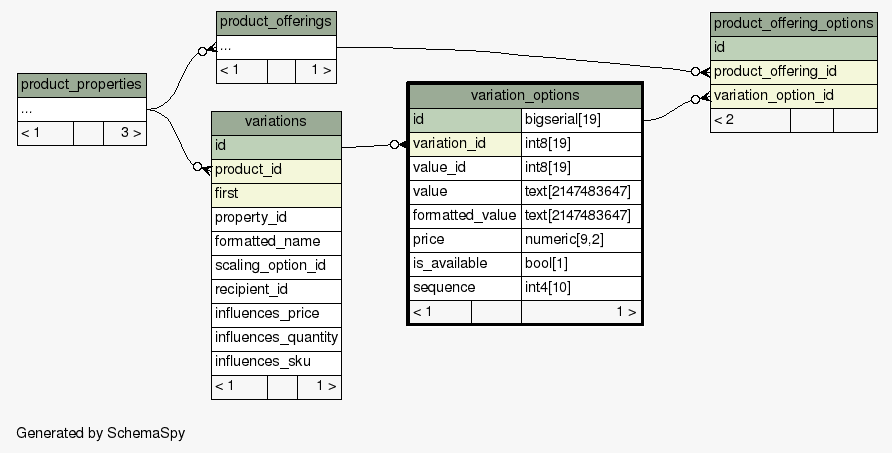 product_offerings
...
< 1 1 >
product_properties
...
< 1 3 >
variations
id
product_id
first
property_id
formatted_name
scaling_option_id
recipient_id
influences_price
influences_quantity
influences_sku
< 1 1 >
variation_options
id bigserial[19]
variation_id int8[19]
value_id int8[19]
value text[2147483647]
formatted_value text[2147483647]
price numeric[9,2]
is_available bool[1]
sequence int4[10]
< 1 1 >
product_offering_options
id
product_offering_id
variation_option_id
< 2
Generated by SchemaSpy